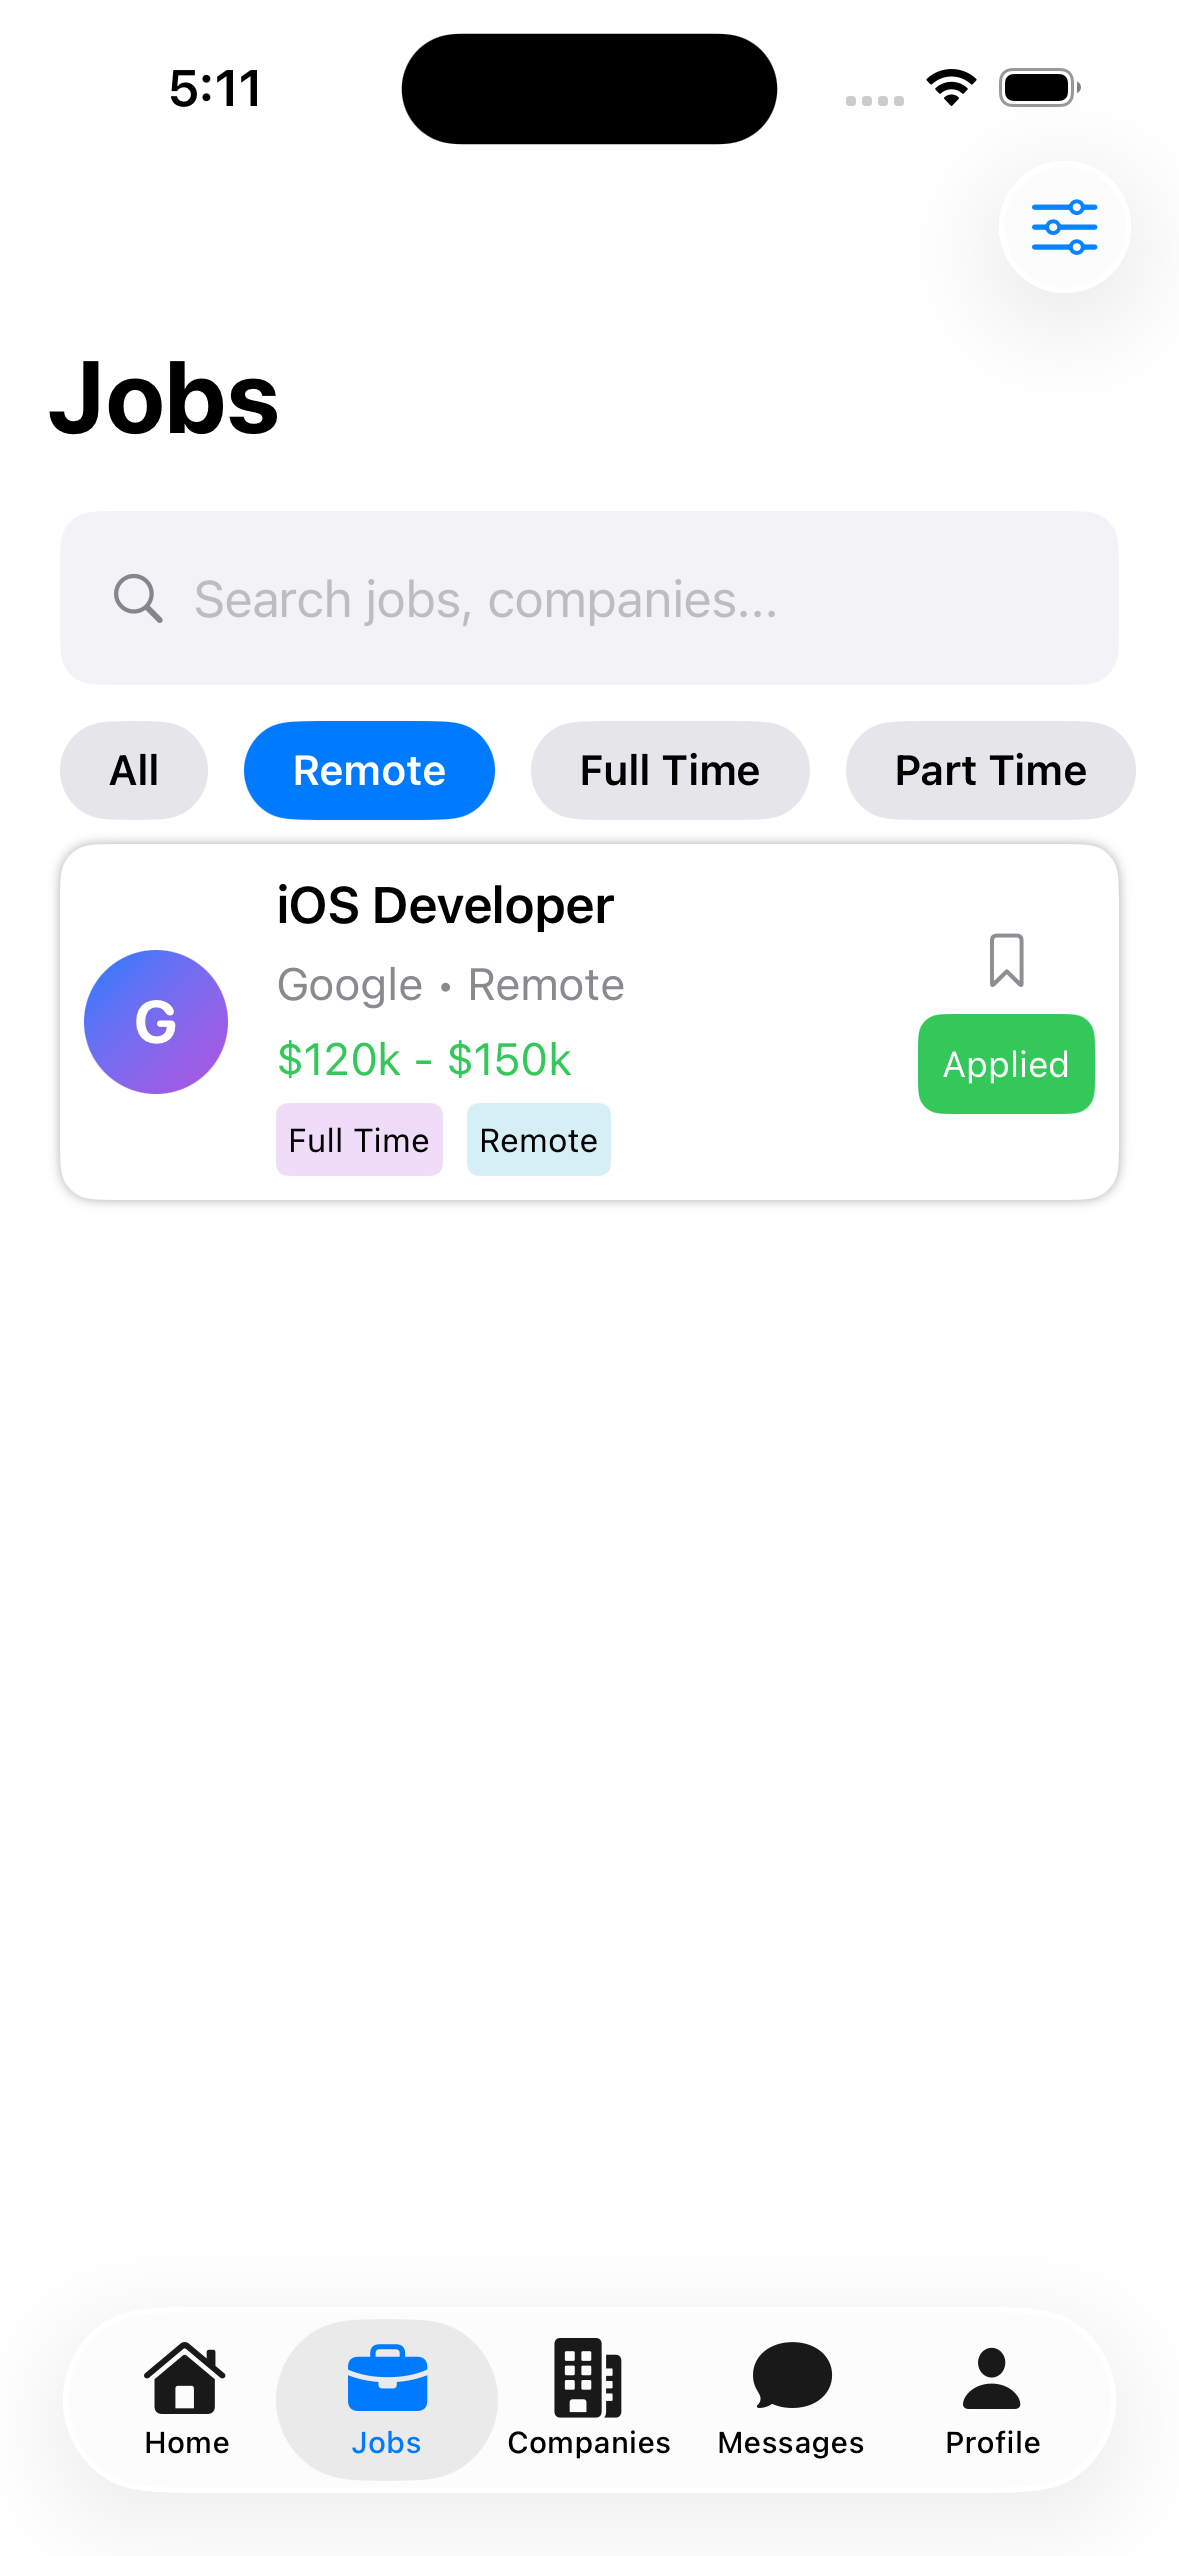 5:11
Jobs
Search jobs, companies...
All Remote Full Time Part Time
iOS Developer
G
Google • Remote
$120k - $150k
Applied
Full Time Remote
Home Jobs Companies Messages Profile